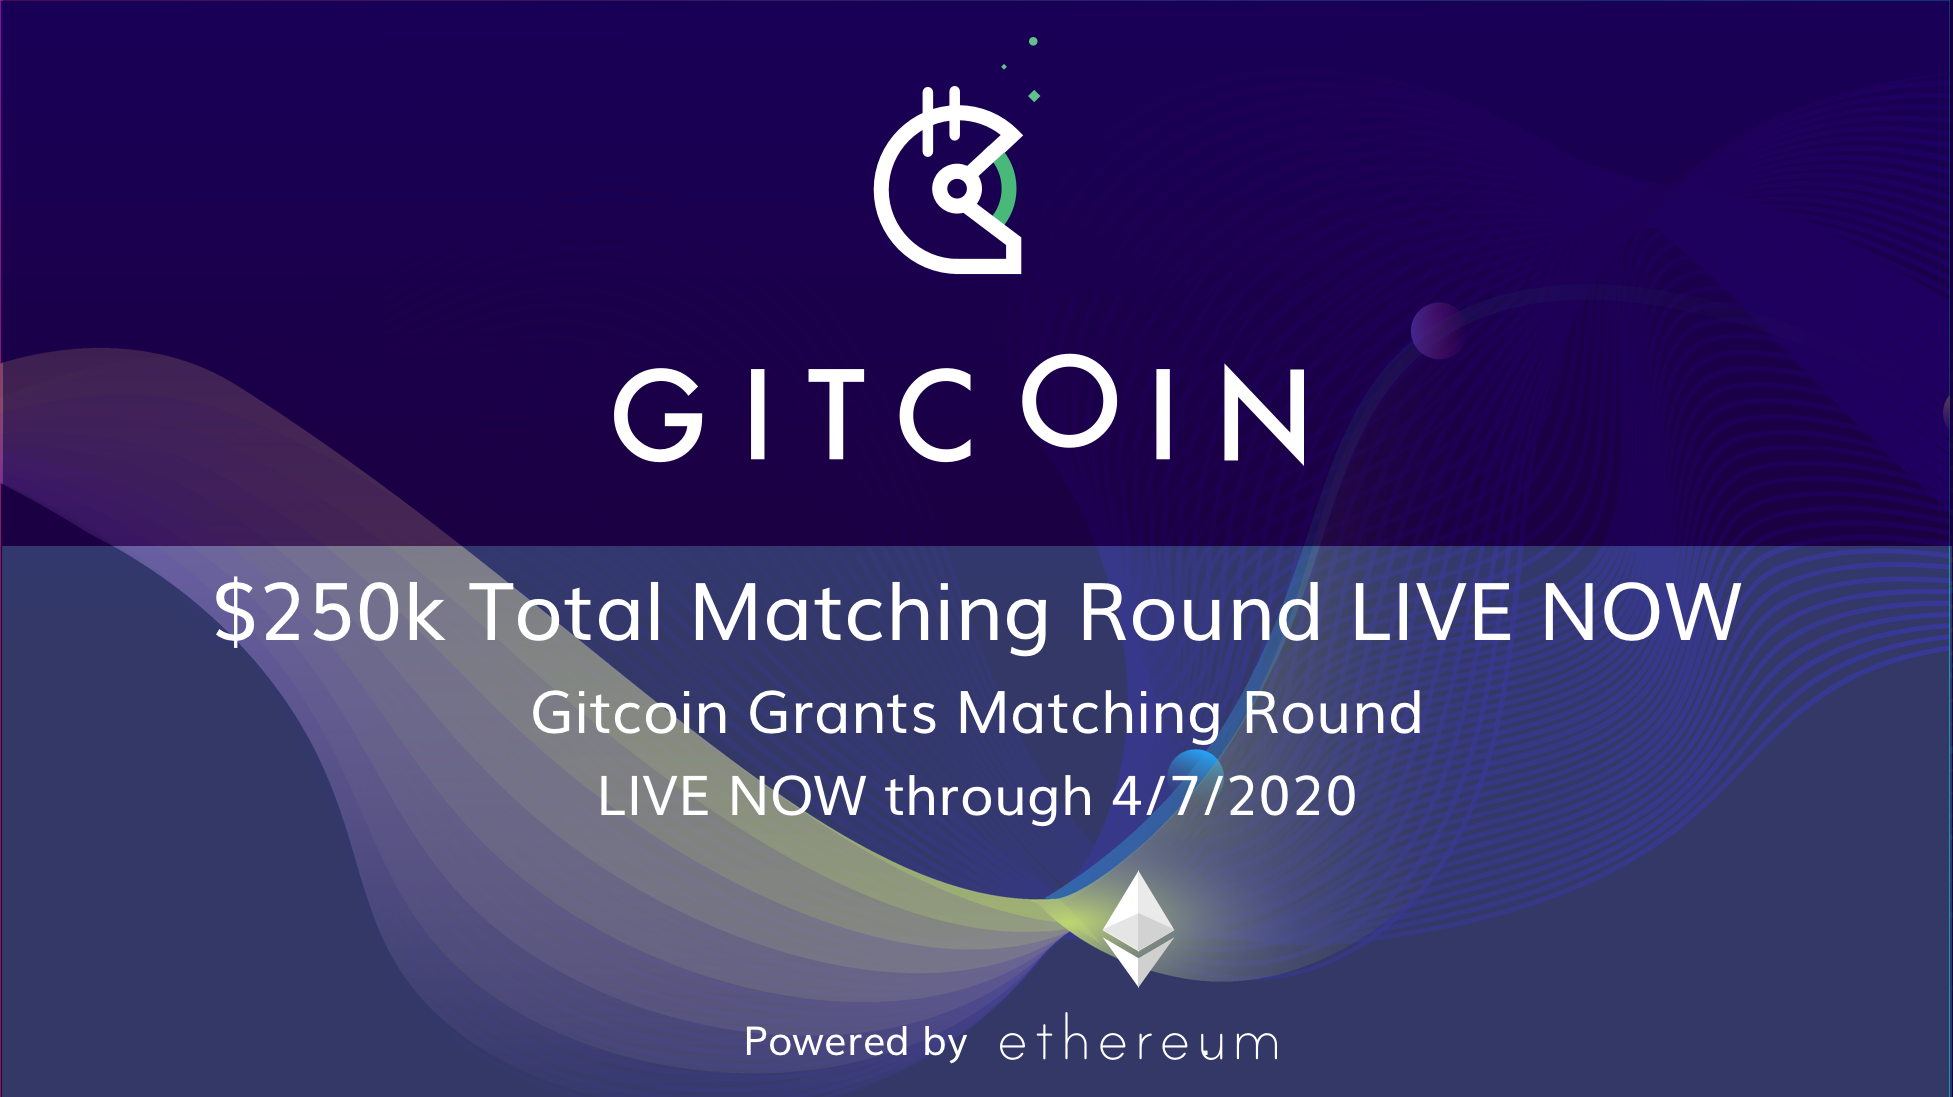 GITCOIN
$250k Total Matching Round LIVE NOW
Gitcoin Grants Matching Round
LIVE NOW through 4/7/2020
Powered by ethereum